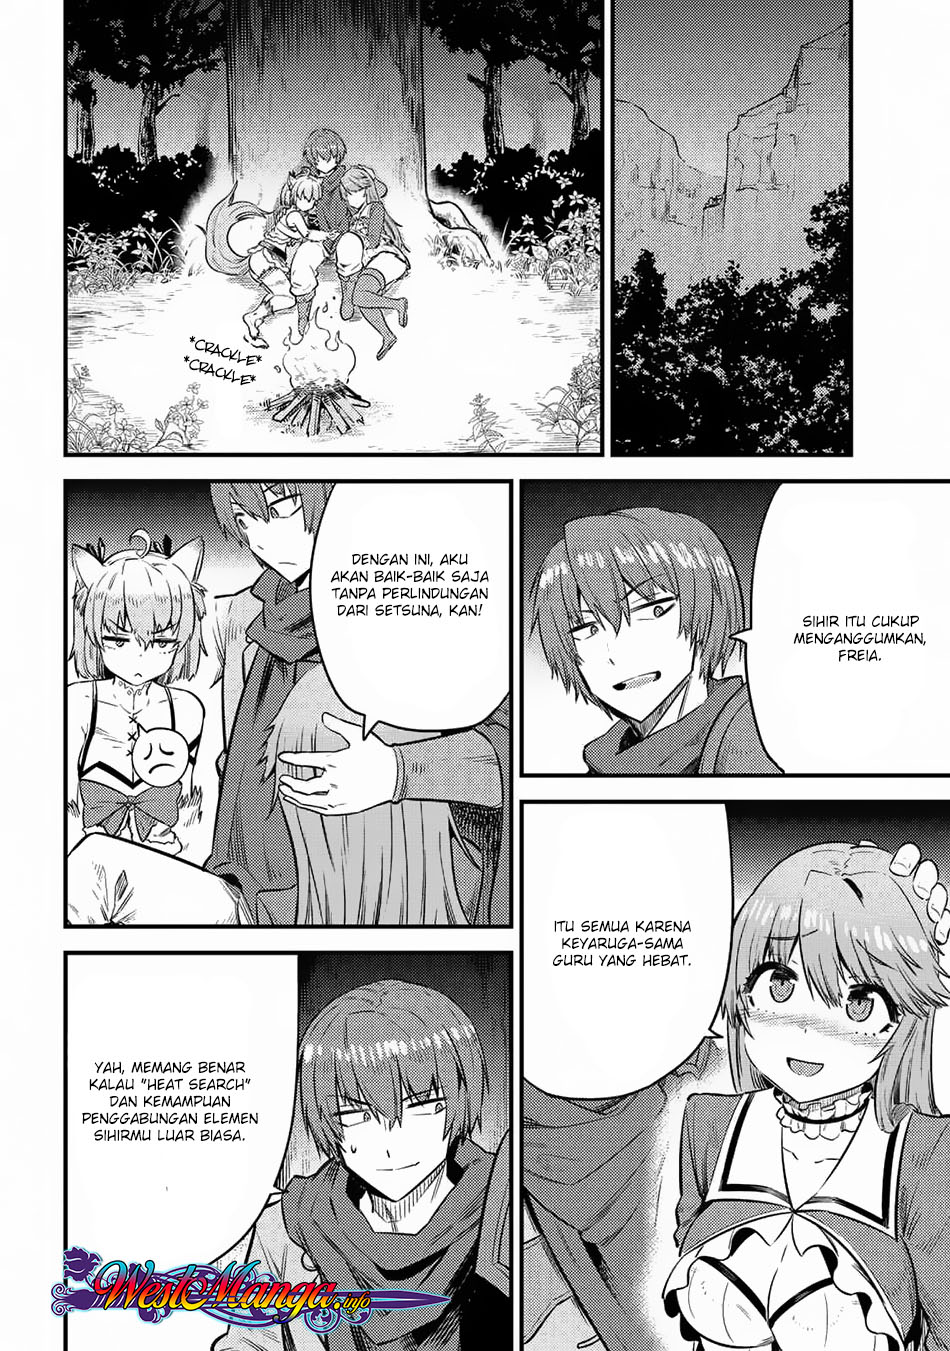 *CRACKLE*
*CRACKLE*
SIHIR ITU CUKUP
MENGANGGUMKAN,
FREIA.
DENGAN INI, AKU
AKAN BAIK-BAIK SAJA
TANPA PERLINDUNGAN
DARI SETSUNA, KAN!
ITU SEMUA KARENA
KEYARUGA-SAMA
GURU YANG HEBAT.
YAH, MEMANG BENAR
KALAU "HEAT SEARCH"
DAN KEMAMPUAN
PENGGABUNGAN ELEMEN
SIHIRMU LUAR BIASA.
WestManga.info